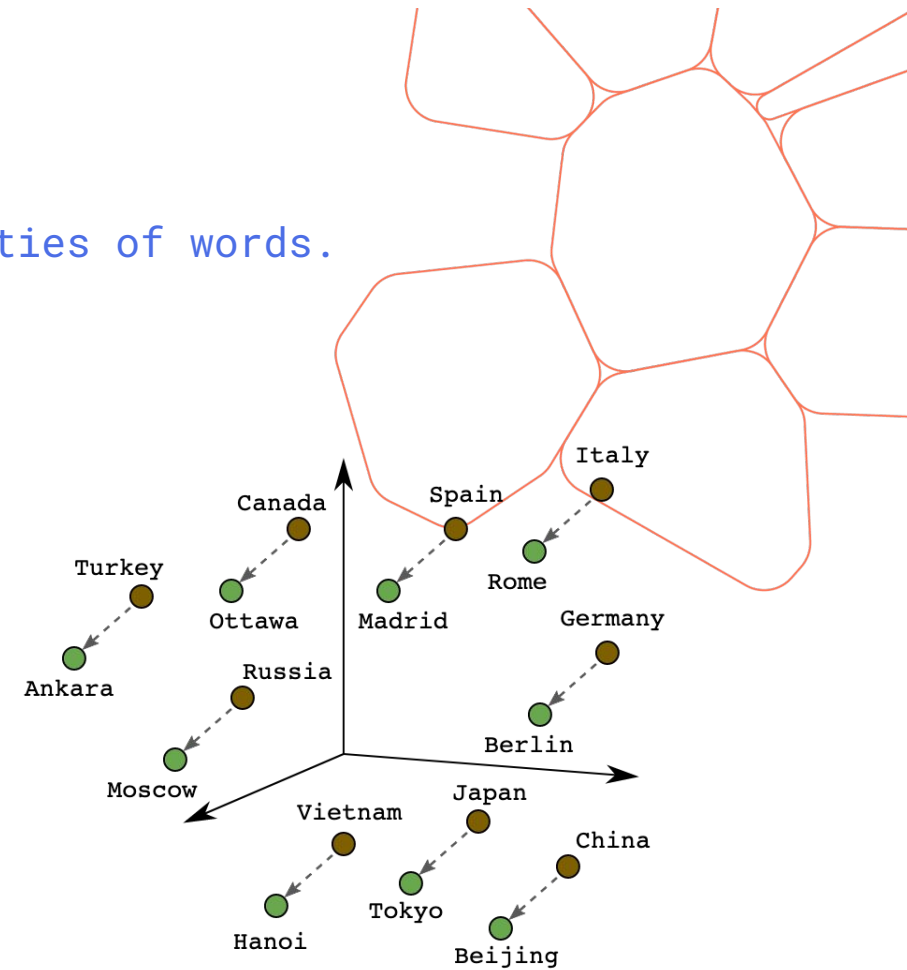 ties of words.
Italy
Spain
Canada
Turkey
Rome
Ottawa
Madrid
Germany
Russia
Ankara
Berlin
Moscow
Japan
Vietnam
China
Tokyo
Hanoi
Beijing